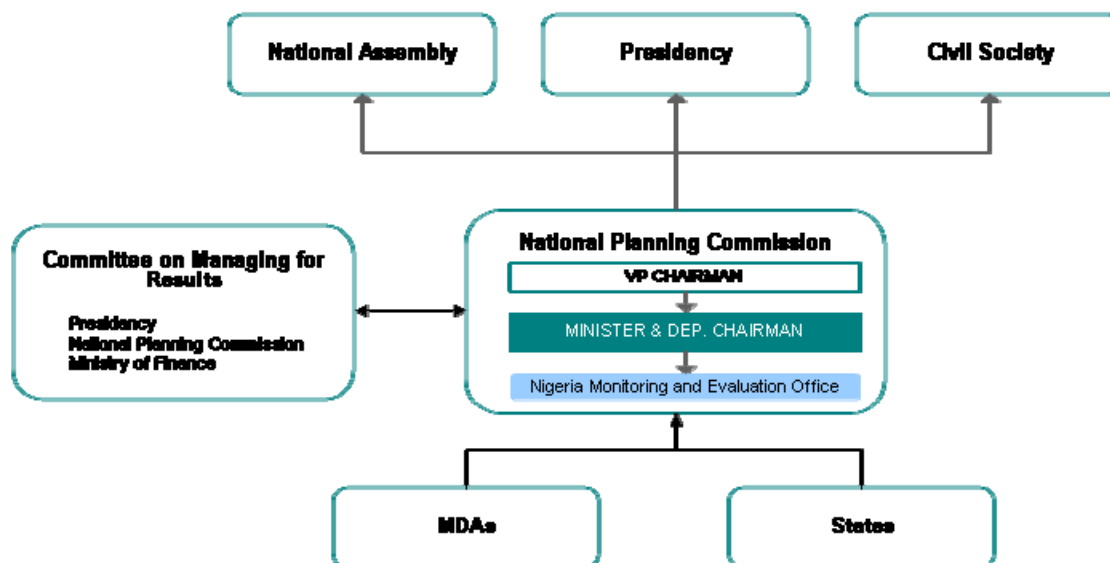 National Assembly
Presidency
Civil Society
National Planning Commission
VP CHAIRMAN
MINISTER & DEP. CHAIRMAN
Nigeria Monitoring and Evaluation Office
Committee on Managing for
Results
Presidency
National Planning Commission
Ministry of Finance
MDAs
States